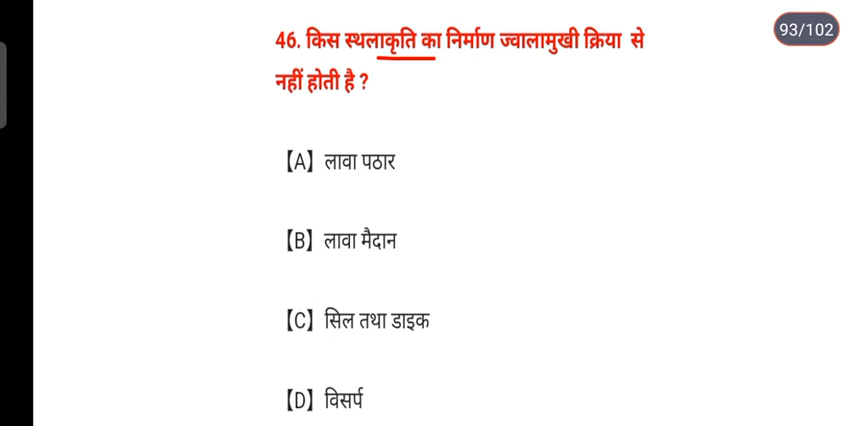 93/102
46. किस स्थलाकृति का निर्माण ज्वालामुखी क्रिया से
नहीं होती है ?
【A】 लावा पठार
【B】 लावा मैदान
【C】 सिल तथा डाइक
【D】 विसर्प